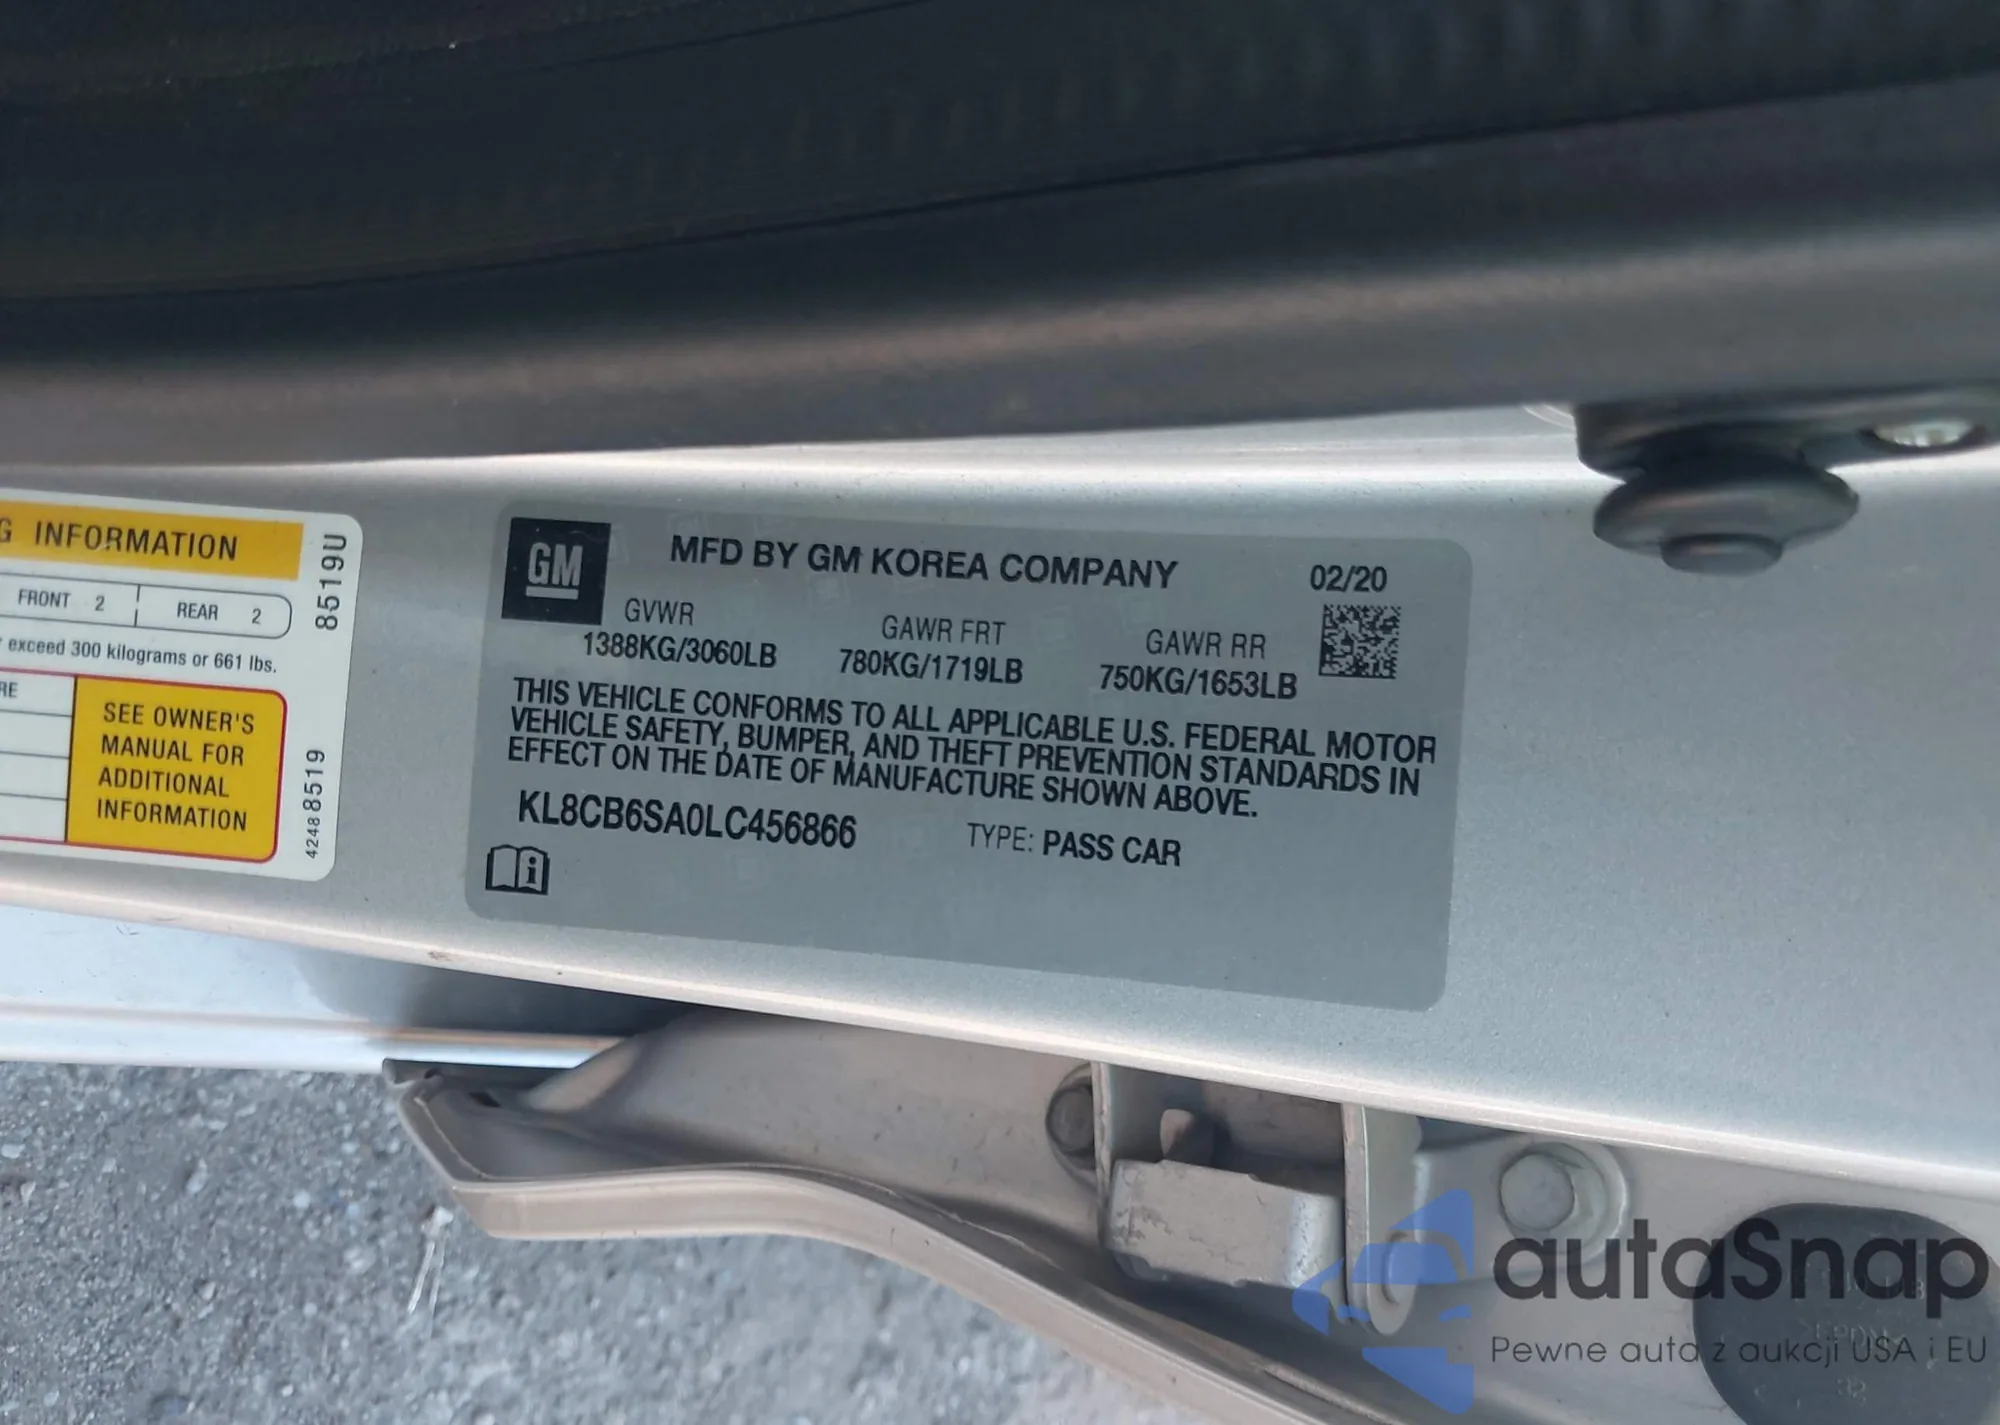 G INFORMATION
FRONT 2 REAR 2
exceed 300 kilograms or 661 lbs.
RE
SEE OWNER'S
MANUAL FOR
ADDITIONAL
INFORMATION
8519U
42488519
GM
MFD BY GM KOREA COMPANY 02/20
GVWR GAWR FRT GAWR RR
1388KG/3060LB 780KG/1719LB 750KG/1653LB
THIS VEHICLE CONFORMS TO ALL APPLICABLE U.S. FEDERAL MOTOR
VEHICLE SAFETY, BUMPER, AND THEFT PREVENTION STANDARDS IN
EFFECT ON THE DATE OF MANUFACTURE SHOWN ABOVE.
KL8CB6SA0LC456866 TYPE: PASS CAR
autaSnap
Pewne auta z aukcji USA i EU